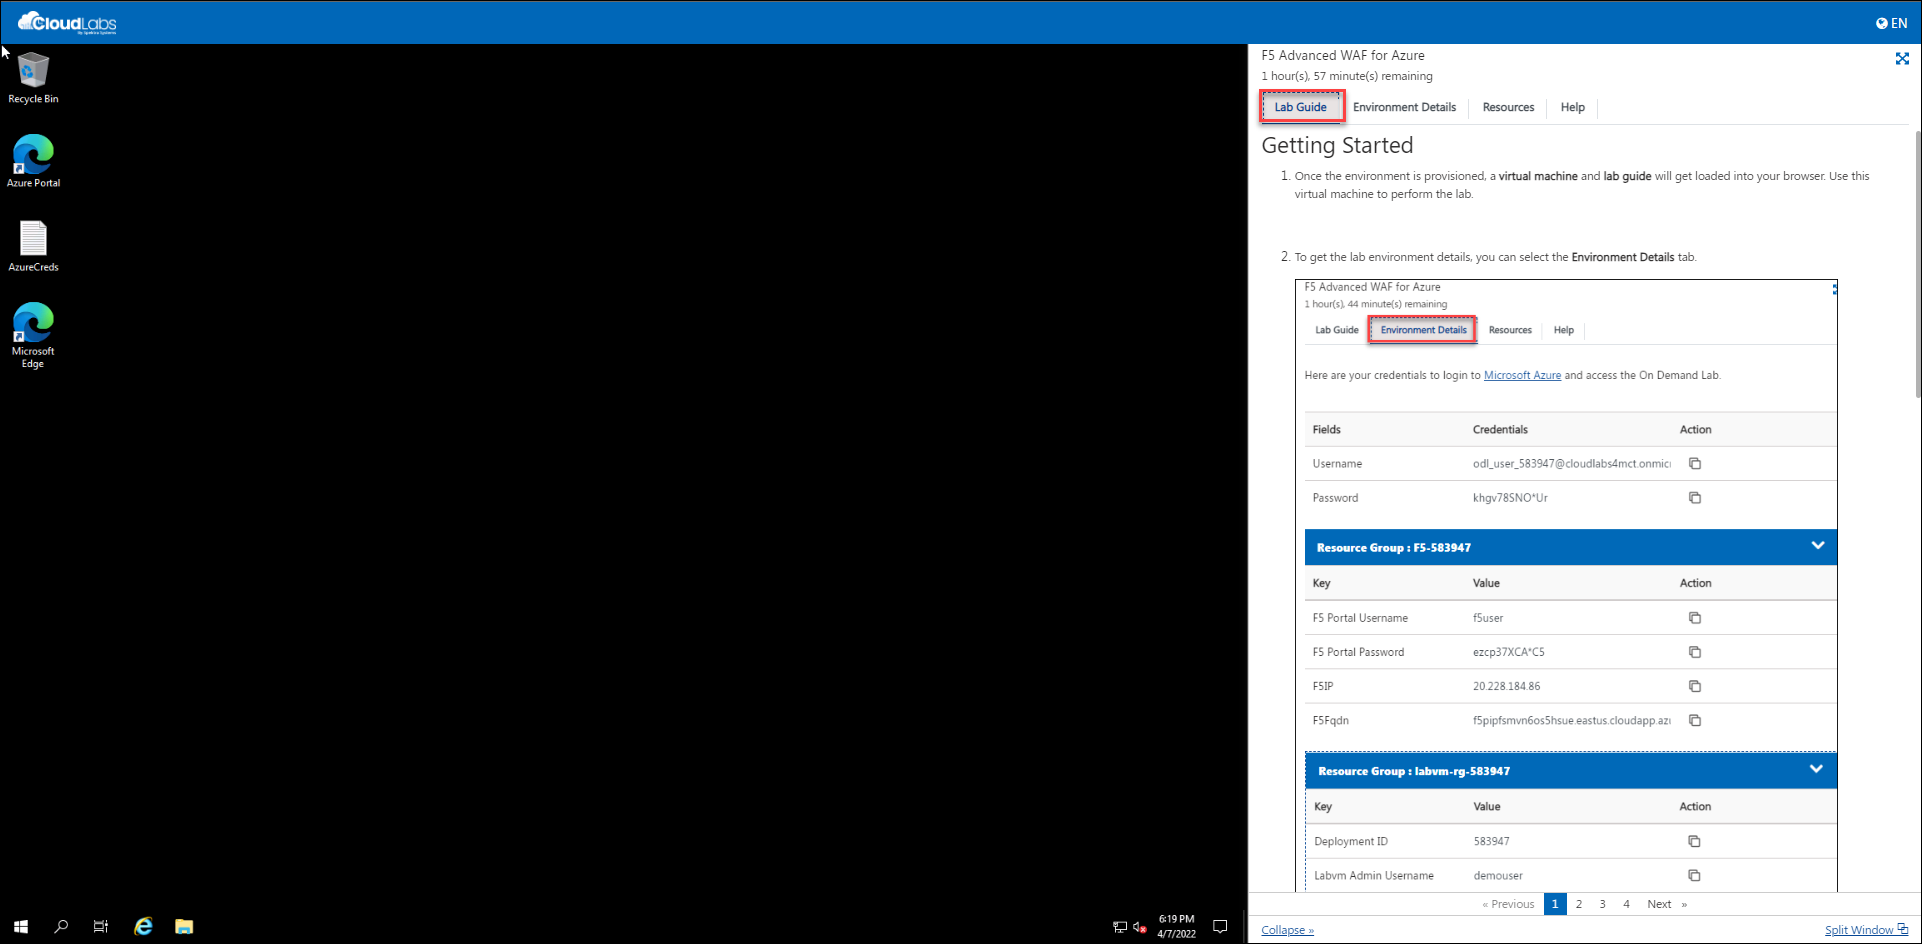 CloudLabs
By Spektra Systems
EN
Recycle Bin
Azure Portal
AzureCreds
Microsoft
Edge
6:19 PM
4/7/2022
F5 Advanced WAF for Azure
1 hour(s), 57 minute(s) remaining
Lab Guide Environment Details Resources Help
Getting Started
1. Once the environment is provisioned, a virtual machine and lab guide will get loaded into your browser. Use this
virtual machine to perform the lab.
2. To get the lab environment details, you can select the Environment Details tab.
F5 Advanced WAF for Azure
1 hour(s), 44 minute(s) remaining
Lab Guide Environment Details Resources Help
Here are your credentials to login to Microsoft Azure and access the On Demand Lab.
Fields Credentials Action
Username odl_user_583947@cloudlabs4mct.onmicr
Password khgv78SNO*Ur
Resource Group : F5-583947
Key Value Action
F5 Portal Username f5user
F5 Portal Password ezcp37XCA*C5
F5IP 20.228.184.86
F5Fqdn f5pipfsmvn6os5hsue.eastus.cloudapp.azu
Resource Group : labvm-rg-583947
Key Value Action
Deployment ID 583947
Labvm Admin Username demouser
« Previous 1 2 3 4 Next »
Collapse » Split Window